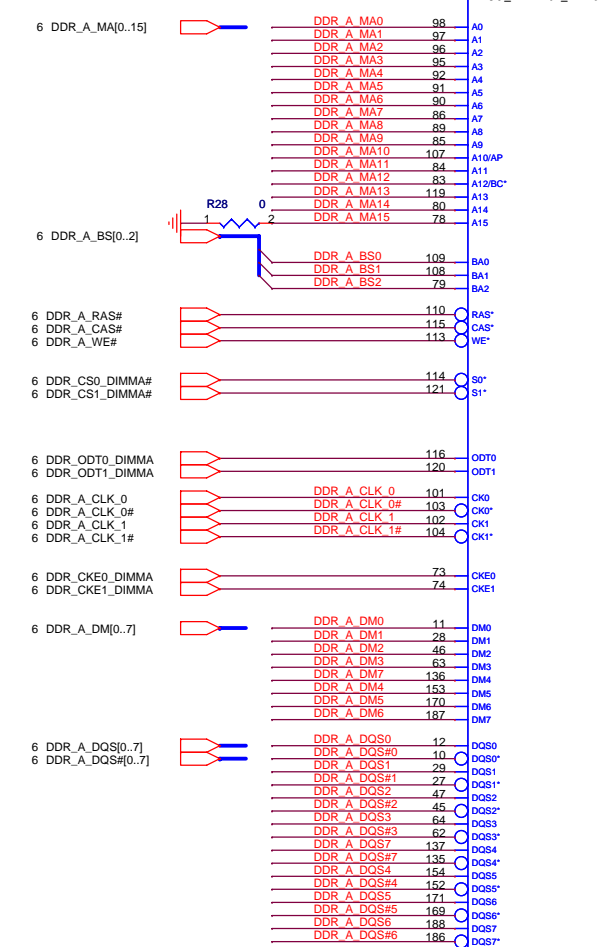 6 DDR_A_MA[0..15]
DDR_A_MA0 98 A0
DDR_A_MA1 97 A1
DDR_A_MA2 96 A2
DDR_A_MA3 95 A3
DDR_A_MA4 92 A4
DDR_A_MA5 91 A5
DDR_A_MA6 90 A6
DDR_A_MA7 86 A7
DDR_A_MA8 89 A8
DDR_A_MA9 85 A9
DDR_A_MA10 107 A10/AP
DDR_A_MA11 84 A11
DDR_A_MA12 83 A12/BC*
DDR_A_MA13 119 A13
R28 0 DDR_A_MA14 80 A14
1 2 DDR_A_MA15 78 A15
6 DDR_A_BS[0..2]
DDR_A_BS0 109 BA0
DDR_A_BS1 108 BA1
DDR_A_BS2 79 BA2
6 DDR_A_RAS# 110 RAS*
6 DDR_A_CAS# 115 CAS*
6 DDR_A_WE# 113 WE*
6 DDR_CS0_DIMMA# 114 S0*
6 DDR_CS1_DIMMA# 121 S1*
6 DDR_ODT0_DIMMA 116 ODT0
6 DDR_ODT1_DIMMA 120 ODT1
6 DDR_A_CLK_0 DDR_A_CLK_0 101 CK0
6 DDR_A_CLK_0# DDR_A_CLK_0# 103 CK0*
6 DDR_A_CLK_1 DDR_A_CLK_1 102 CK1
6 DDR_A_CLK_1# DDR_A_CLK_1# 104 CK1*
6 DDR_CKE0_DIMMA 73 CKE0
6 DDR_CKE1_DIMMA 74 CKE1
6 DDR_A_DM[0..7] DDR_A_DM0 11 DM0
DDR_A_DM1 28 DM1
DDR_A_DM2 46 DM2
DDR_A_DM3 63 DM3
DDR_A_DM7 136 DM4
DDR_A_DM4 153 DM5
DDR_A_DM5 170 DM6
DDR_A_DM6 187 DM7
6 DDR_A_DQS[0..7] DDR_A_DQS0 12 DQS0
6 DDR_A_DQS#[0..7] DDR_A_DQS#0 10 DQS0*
DDR_A_DQS1 29 DQS1
DDR_A_DQS#1 27 DQS1*
DDR_A_DQS2 47 DQS2
DDR_A_DQS#2 45 DQS2*
DDR_A_DQS3 64 DQS3
DDR_A_DQS#3 62 DQS3*
DDR_A_DQS7 137 DQS4
DDR_A_DQS#7 135 DQS4*
DDR_A_DQS4 154 DQS5
DDR_A_DQS#4 152 DQS5*
DDR_A_DQS5 171 DQS6
DDR_A_DQS#5 169 DQS6*
DDR_A_DQS6 188 DQS7
DDR_A_DQS#6 186 DQS7*